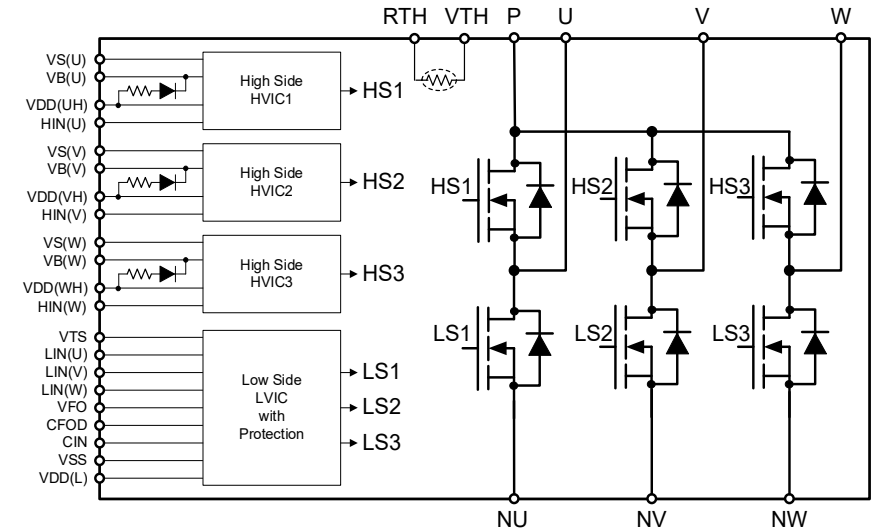 RTH VTH P U V W
VS(U)
VB(U)
VDD(UH)
HIN(U)
High Side
HVIC1
HS1
VS(V)
VB(V)
VDD(VH)
HIN(V)
High Side
HVIC2
HS2
VS(W)
VB(W)
VDD(WH)
HIN(W)
High Side
HVIC3
HS3
VTS
LIN(U)
LIN(V)
LIN(W)
VFO
CFOD
CIN
VSS
VDD(L)
Low Side
LVIC
with
Protection
LS1
LS2
LS3
HS1 HS2 HS3
LS1 LS2 LS3
NU NV NW